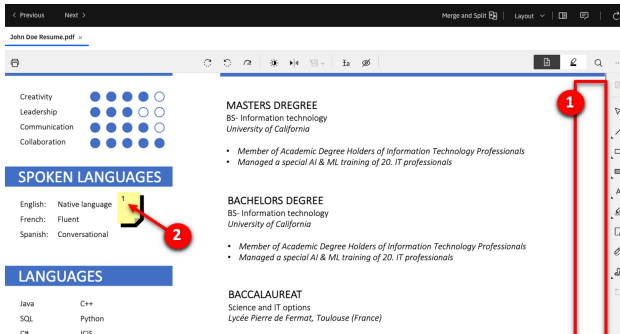 < Previous Next > Merge and Split Layout
John Doe Resume.pdf ×
Creativity
Leadership
Communication
Collaboration
SPOKEN LANGUAGES
English: Native language
French: Fluent
Spanish: Conversational
1
2
LANGUAGES
Java C++
SQL Python
C# JCIS
MASTERS DREGREE
BS- Information technology
University of California
• Member of Academic Degree Holders of Information Technology Professionals
• Managed a special AI & ML training of 20. IT professionals
BACHELORS DEGREE
BS- Information technology
University of California
• Member of Academic Degree Holders of Information Technology Professionals
• Managed a special AI & ML training of 20. IT professionals
BACCALAUREAT
Science and IT options
Lycée Pierre de Fermat, Toulouse (France)
1